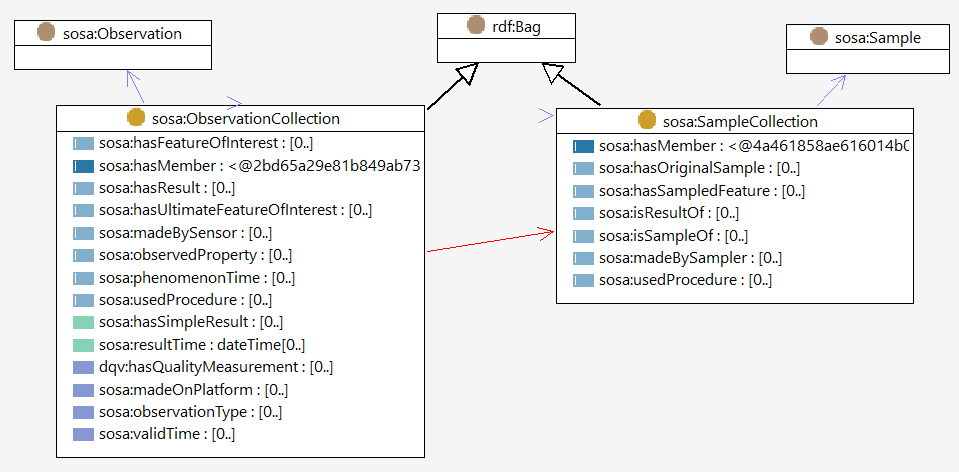 sosa:Observation
rdf:Bag
sosa:Sample
sosa:ObservationCollection
sosa:hasFeatureOfInterest : [0..]
sosa:hasMember : <@2bd65a29e81b849ab73
sosa:hasResult : [0..]
sosa:hasUltimateFeatureOfInterest : [0..]
sosa:madeBySensor : [0..]
sosa:observedProperty : [0..]
sosa:phenomenonTime : [0..]
sosa:usedProcedure : [0..]
sosa:hasSimpleResult : [0..]
sosa:resultTime : dateTime[0..]
dqv:hasQualityMeasurement : [0..]
sosa:madeOnPlatform : [0..]
sosa:observationType : [0..]
sosa:validTime : [0..]
sosa:SampleCollection
sosa:hasMember : <@4a461858ae616014b0
sosa:hasOriginalSample : [0..]
sosa:hasSampledFeature : [0..]
sosa:isResultOf : [0..]
sosa:isSampleOf : [0..]
sosa:madeBySampler : [0..]
sosa:usedProcedure : [0..]